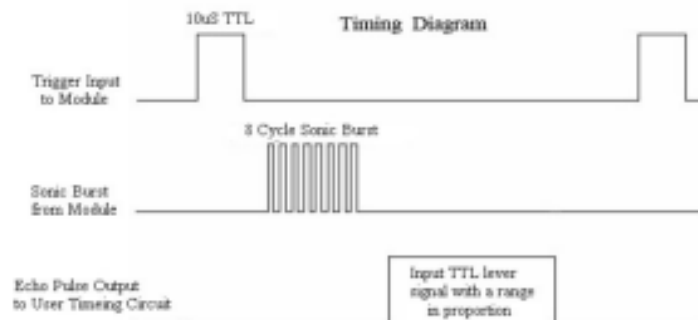 10uS TTL
Timing Diagram
Trigger Input
to Module
8 Cycle Sonic Burst
Sonic Burst
from Module
Echo Pulse Output
to User Timeing Circuit
Input TTL lever
signal with a range
in proportion